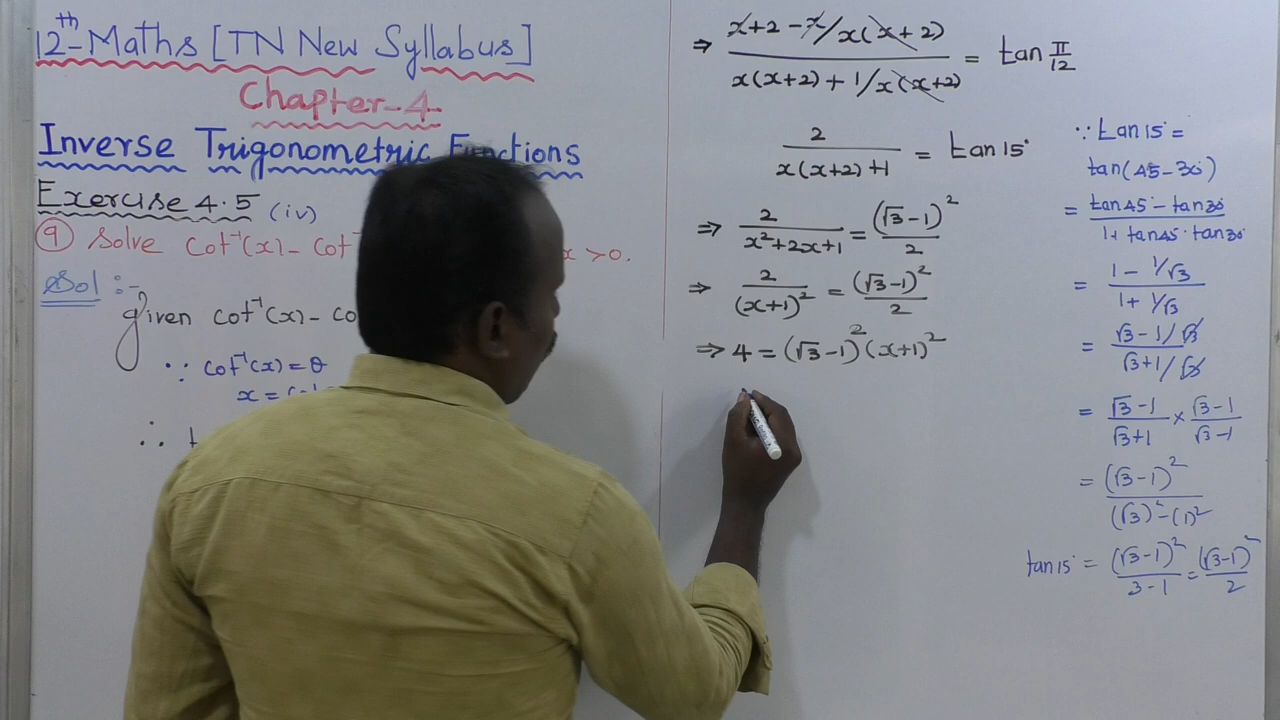 12th-Maths [TN New Syllabus]
Chapter-4
Inverse Trigonometric Functions
Exercise 4.5 (iv)
9 Solve cot⁻¹(x) - cot⁻¹ x > 0.
Sol :-
Given cot⁻¹(x) - co
∵ cot⁻¹(x) = θ
x =
∴ t
⇒ x+2-x/x(x+2) / x(x+2)+1/x(x+2) = tan π/12
2 / x(x+2)+1 = tan 15°
⇒ 2 / x²+2x+1 = (√3-1)² / 2
⇒ 2 / (x+1)² = (√3-1)² / 2
⇒ 4 = (√3-1)² (x+1)²
∵ tan 15° =
tan(45-30)
= tan 45 - tan 30 / 1+ tan 45 · tan 30
= 1 - 1/√3 / 1 + 1/√3
= √3-1/√3 / √3+1/√3
= √3-1 / √3+1 × √3-1 / √3-1
= (√3-1)² / (√3)²-(1)²
tan 15° = (√3-1)² / 3-1 = (√3-1)² / 2